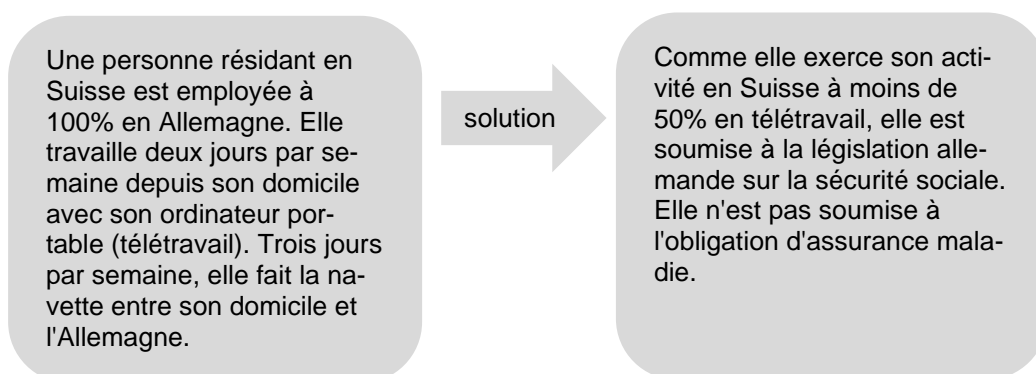 Une personne résidant en
Suisse est employée à
100% en Allemagne. Elle
travaille deux jours par se-
maine depuis son domicile
avec son ordinateur por-
table (télétravail). Trois jours
par semaine, elle fait la na-
vette entre son domicile et
l'Allemagne.
solution
Comme elle exerce son acti-
vité en Suisse à moins de
50% en télétravail, elle est
soumise à la législation alle-
mande sur la sécurité sociale.
Elle n'est pas soumise à
l'obligation d'assurance mala-
die.